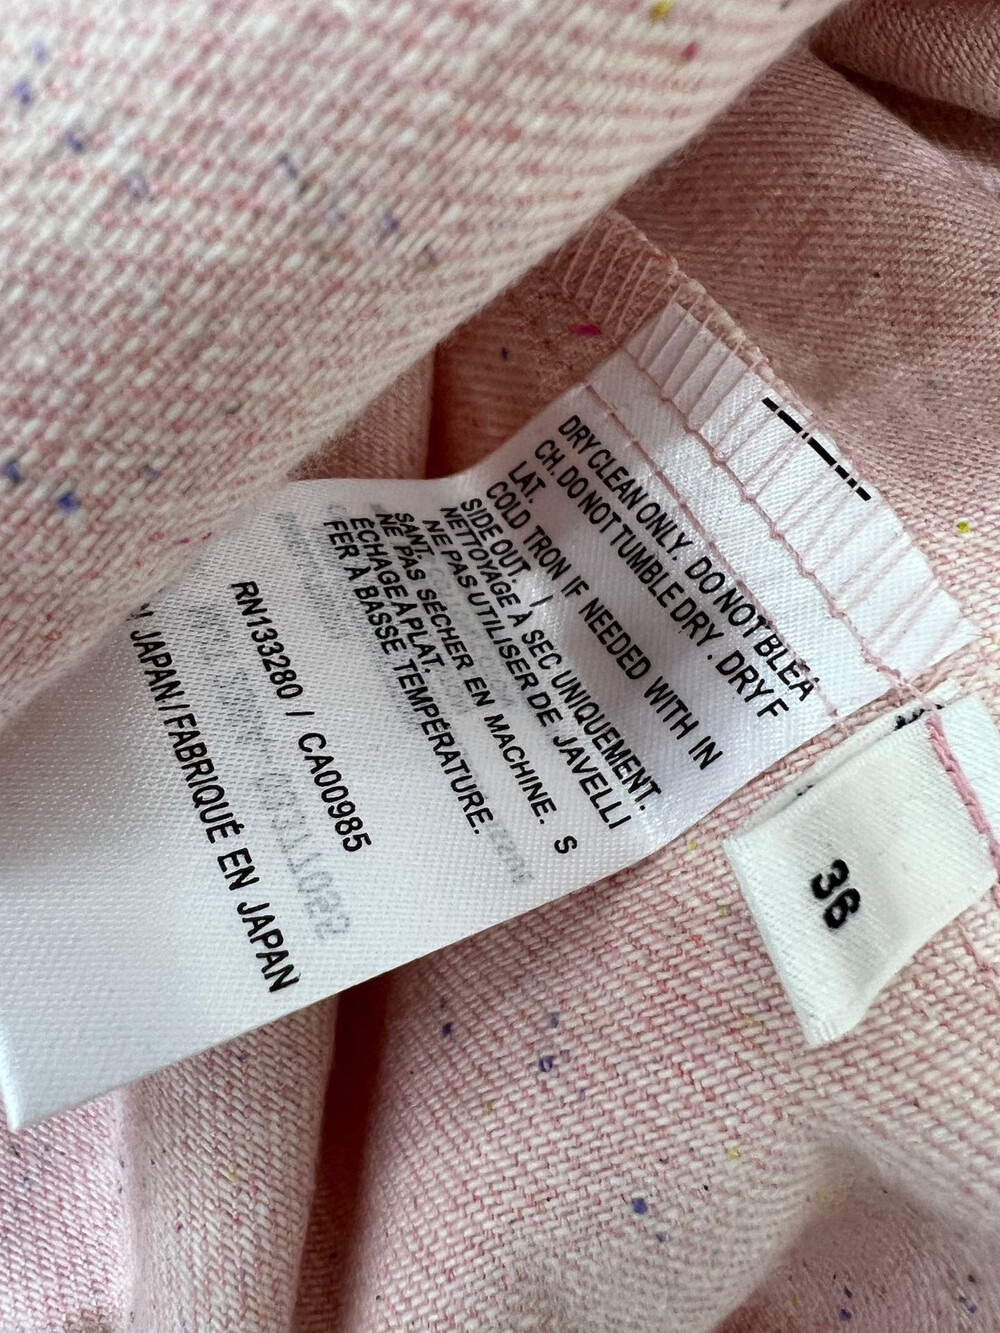 DRY CLEAN ONLY. DO NOT BLEA
CH. DO NOT TUMBLE DRY. DRY F
LAT.
COLD TRON IF NEEDED WITH IN
SIDE OUT. /
NETTOYAGE À SEC UNIQUEMENT.
NE PAS UTILISER DE JAVELLI
SANT.
NE PAS SÉCHER EN MACHINE. S
ÉCHAGE À PLAT.
FER À BASSE TEMPÉRATURE.
RN133280 / CA00985
JAPAN / FABRIQUÉ EN JAPAN
36